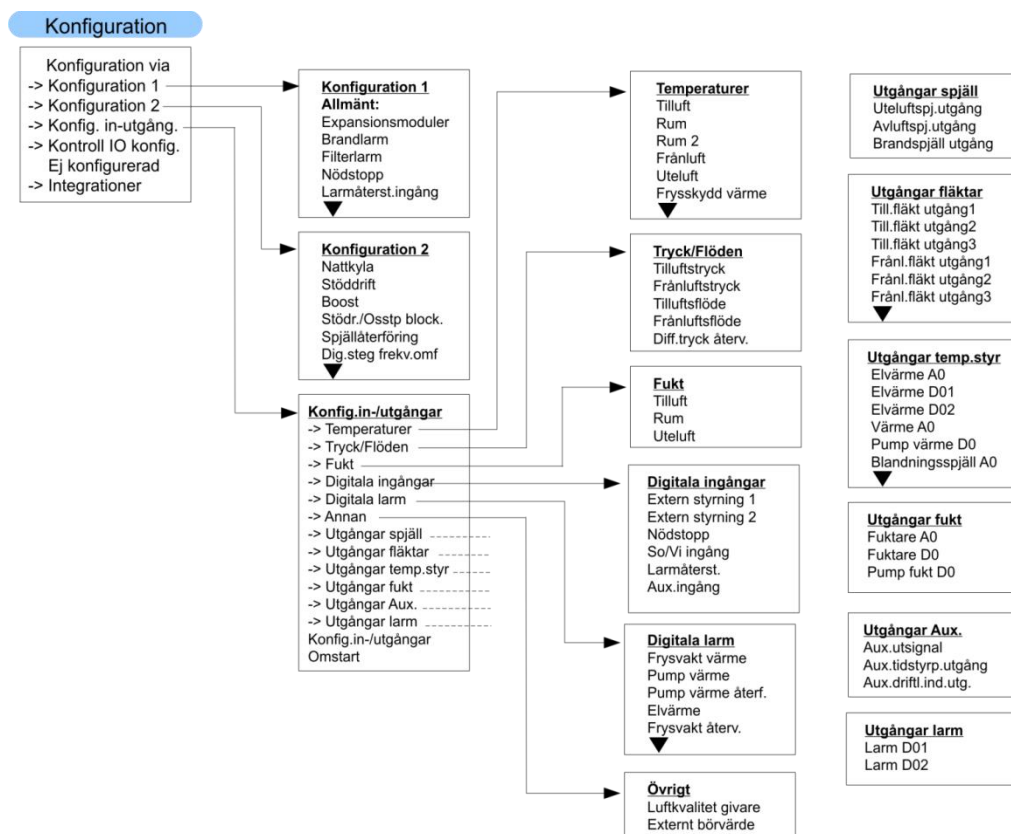 Konfiguration
Konfiguration via
-> Konfiguration 1
-> Konfiguration 2
-> Konfig. in-utgång.
-> Kontroll IO konfig.
Ej konfigurerad
-> Integrationer
Konfiguration 1
Allmänt:
Expansionsmoduler
Brandlarm
Filterlarm
Nödstopp
Larmåterst.ingång
Konfiguration 2
Nattkyla
Stöddrift
Boost
Stödr./Osstp block.
Spjällåterföring
Dig.steg frekv.omf
Konfig.in-/utgångar
-> Temperaturer
-> Tryck/Flöden
-> Fukt
-> Digitala ingångar
-> Digitala larm
-> Annan
-> Utgångar spjäll
-> Utgångar fläktar
-> Utgångar temp.styr
-> Utgångar fukt
-> Utgångar Aux.
-> Utgångar larm
Konfig.in-/utgångar
Omstart
Temperaturer
Tilluft
Rum
Rum 2
Frånluft
Uteluft
Frysskydd värme
Tryck/Flöden
Tilluftstryck
Frånluftstryck
Tilluftsflöde
Frånluftsflöde
Diff.tryck återv.
Fukt
Tilluft
Rum
Uteluft
Digitala ingångar
Extern styrning 1
Extern styrning 2
Nödstopp
So/Vi ingång
Larmåterst.
Aux.ingång
Digitala larm
Frysvakt värme
Pump värme
Pump värme återf.
Elvärme
Frysvakt återv.
Övrigt
Luftkvalitet givare
Externt börvärde
Utgångar spjäll
Uteluftspj.utgång
Avluftspj.utgång
Brandspjäll utgång
Utgångar fläktar
Till.fläkt utgång1
Till.fläkt utgång2
Till.fläkt utgång3
Frånl.fläkt utgång1
Frånl.fläkt utgång2
Frånl.fläkt utgång3
Utgångar temp.styr
Elvärme A0
Elvärme D01
Elvärme D02
Värme A0
Pump värme D0
Blandningsspjäll A0
Utgångar fukt
Fuktare A0
Fuktare D0
Pump fukt D0
Utgångar Aux.
Aux.utsignal
Aux.tidstyrp.utgång
Aux.driftl.ind.utg.
Utgångar larm
Larm D01
Larm D02